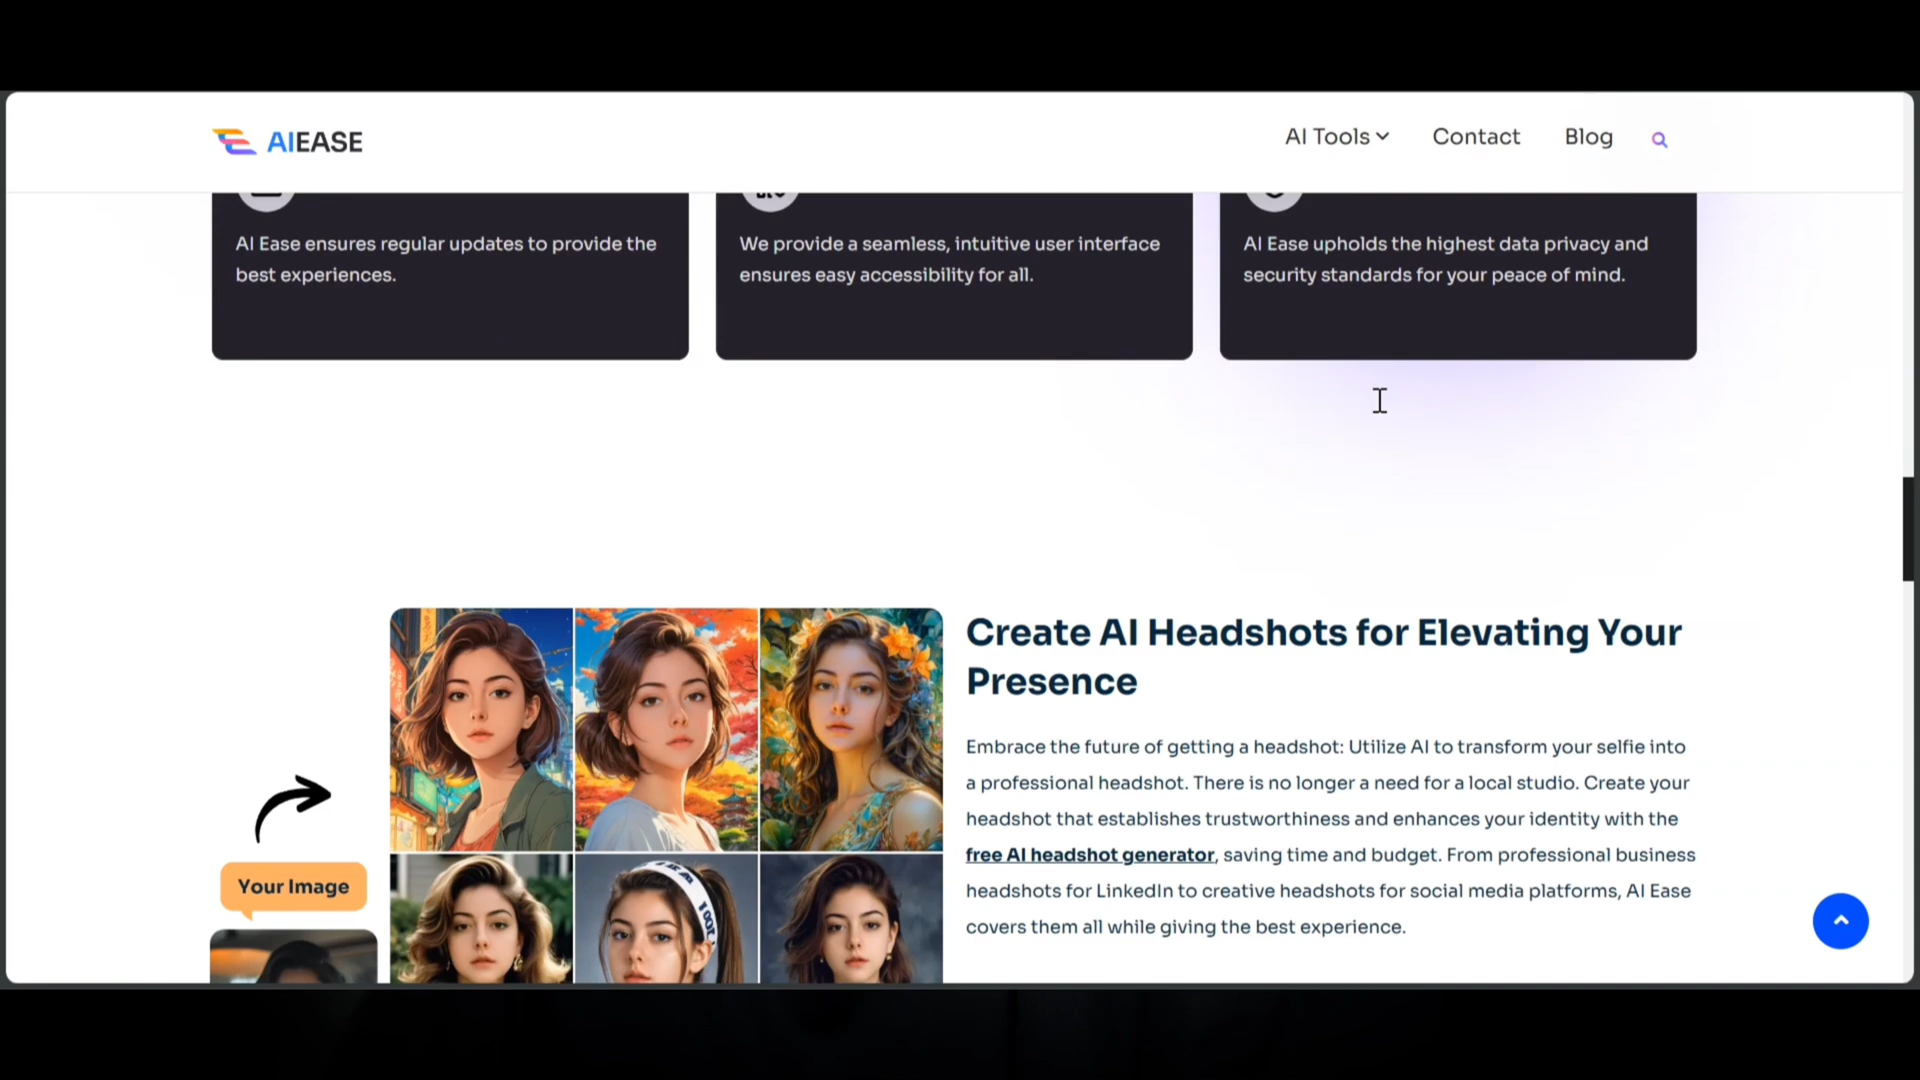 AIEASE
AI Tools
Contact
Blog
AI Ease ensures regular updates to provide the
best experiences.
We provide a seamless, intuitive user interface
ensures easy accessibility for all.
AI Ease upholds the highest data privacy and
security standards for your peace of mind.
Create AI Headshots for Elevating Your
Presence
Embrace the future of getting a headshot: Utilize AI to transform your selfie into
a professional headshot. There is no longer a need for a local studio. Create your
headshot that establishes trustworthiness and enhances your identity with the
free AI headshot generator, saving time and budget. From professional business
headshots for LinkedIn to creative headshots for social media platforms, AI Ease
covers them all while giving the best experience.
Your Image